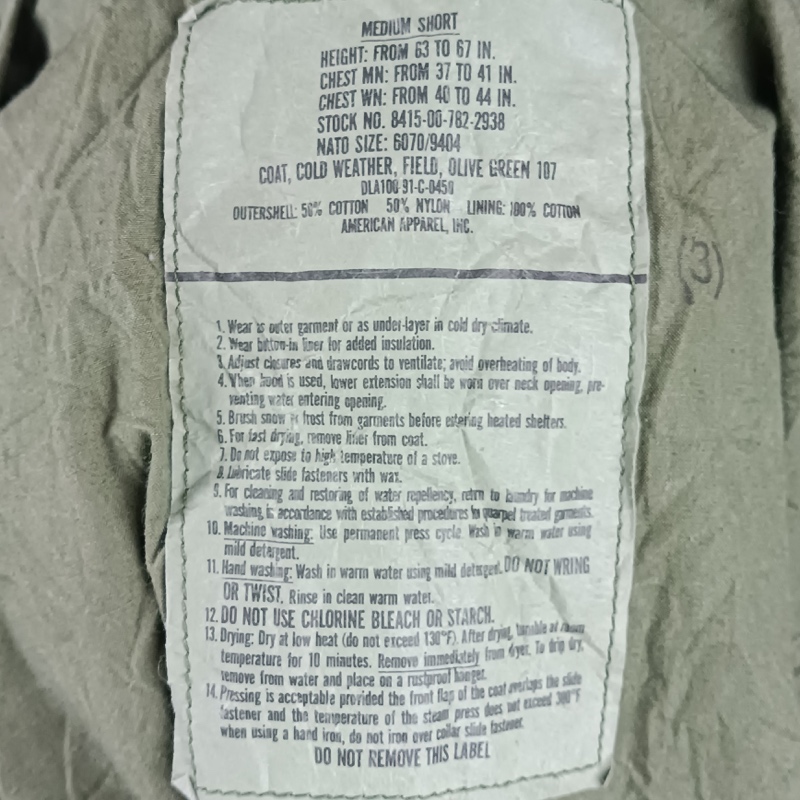 MEDIUM SHORT
HEIGHT: FROM 63 TO 67 IN.
CHEST MN: FROM 37 TO 41 IN.
CHEST WN: FROM 40 TO 44 IN.
STOCK NO. 8415-00-782-2938
NATO SIZE: 6070/9404
COAT, COLD WEATHER, FIELD, OLIVE GREEN 107
DLA100-91-C-0450
OUTERSHELL: 50% COTTON 50% NYLON LINING: 100% COTTON
AMERICAN APPAREL, INC.
(3)
1. Wear as outer garment or as under-layer in cold dry climate.
2. Wear button-in liner for added insulation.
3. Adjust closures and drawcords to ventilate; avoid overheating of body.
4. When hood is used, lower extension shall be worn over neck opening, pre-
venting water entering opening.
5. Brush snow or frost from garments before entering heated shelters.
6. For fast drying, remove liner from coat.
7. Do not expose to high temperature of a stove.
8. Lubricate slide fasteners with wax.
9. For cleaning and restoring of water repellency, return to laundry for machine
washing in accordance with established procedures for quarpel treated garments.
10. Machine washing: Use permanent press cycle. Wash in warm water using
mild detergent.
11. Hand washing: Wash in warm water using mild detergent. DO NOT WRING
OR TWIST. Rinse in clean warm water.
12. DO NOT USE CHLORINE BLEACH OR STARCH.
13. Drying: Dry at low heat (do not exceed 130°F). After drying, tumble at room
temperature for 10 minutes. Remove immediately from dryer. To drip dry,
remove from water and place on a rustproof hanger.
14. Pressing is acceptable provided the front flap of the coat overlaps the slide
fastener and the temperature of the steam press does not exceed 300°F
when using a hand iron, do not iron over collar slide fastener.
DO NOT REMOVE THIS LABEL